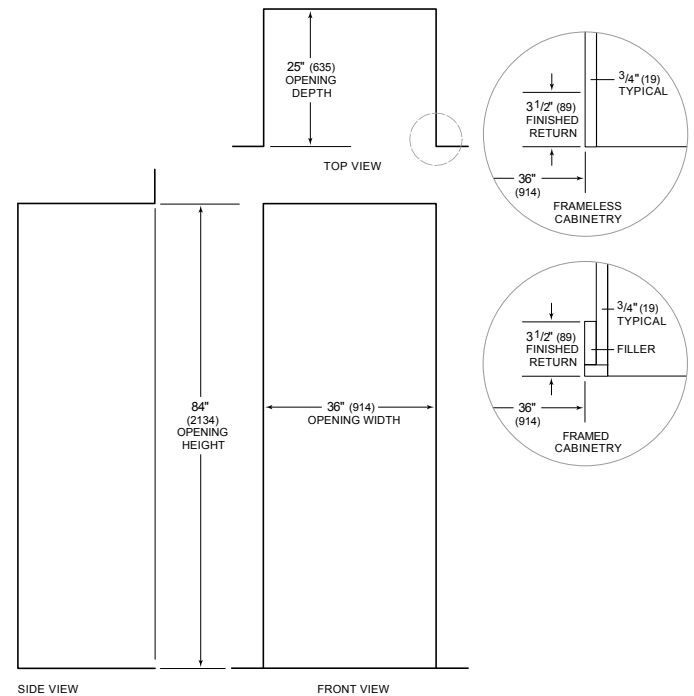 25" (635)
OPENING
DEPTH
TOP VIEW
3/4" (19)
TYPICAL
3 1/2" (89)
FINISHED
RETURN
36"
(914)
FRAMELESS
CABINETRY
3/4" (19)
TYPICAL
3 1/2" (89)
FINISHED
RETURN
FILLER
36"
(914)
FRAMED
CABINETRY
84"
(2134)
OPENING
HEIGHT
36" (914)
OPENING WIDTH
SIDE VIEW
FRONT VIEW